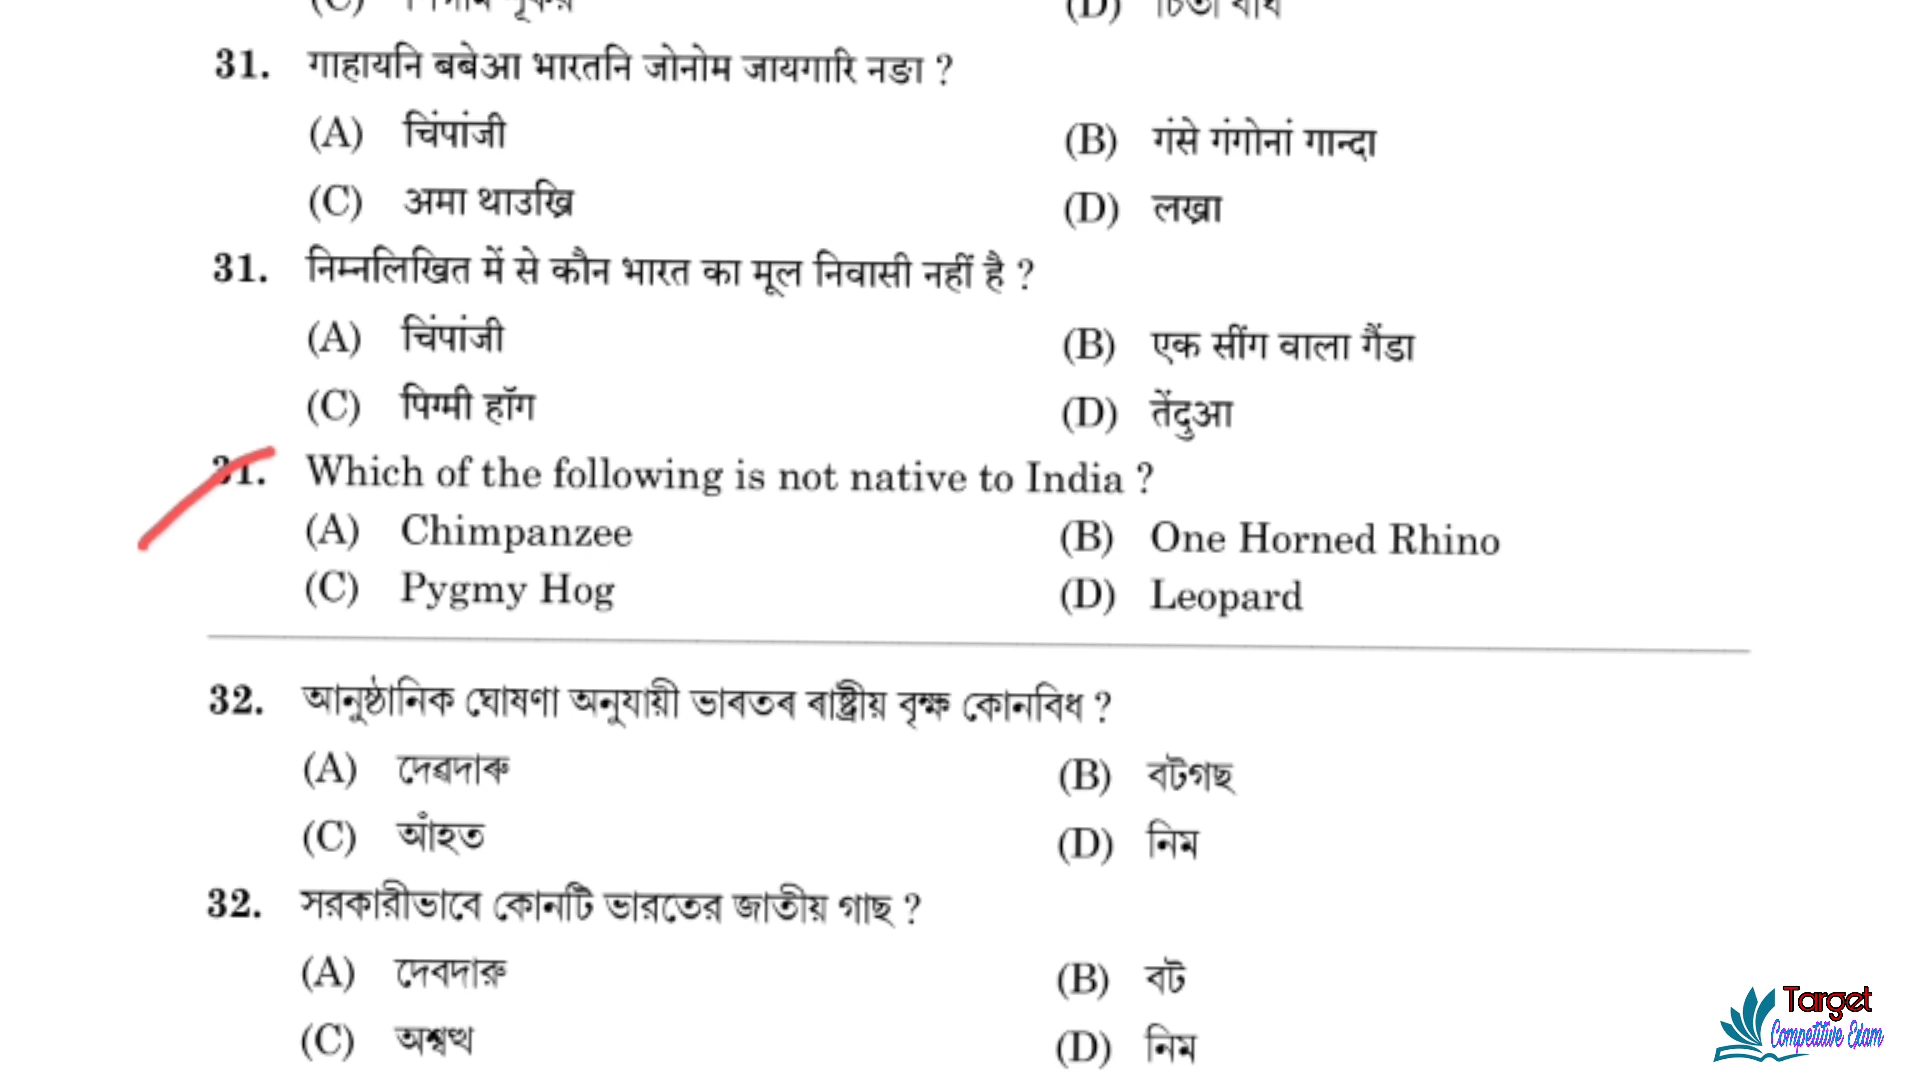 31. गाहायनि बबेआ भारतनि जोनोम जायगारि नङा ?
(A) चिंपांजी (B) गंसे गंगोनां गान्दा
(C) अमा थाउख्रि (D) लख्रा
31. निम्नलिखित में से कौन भारत का मूल निवासी नहीं है ?
(A) चिंपांजी (B) एक सींग वाला गैंडा
(C) पिग्मी हॉग (D) तेंदुआ
31. Which of the following is not native to India ?
(A) Chimpanzee (B) One Horned Rhino
(C) Pygmy Hog (D) Leopard
32. আনুষ্ঠানিক ঘোষণা অনুযায়ী ভাৰতৰ ৰাষ্ট্ৰীয় বৃক্ষ কোনবিধ ?
(A) দেৱদাৰু (B) বটগছ
(C) আঁহত (D) নিম
32. সরকারীভাবে কোনটি ভারতের জাতীয় গাছ ?
(A) দেবদারু (B) বট
(C) অশ্বত্থ (D) নিম
Target
Competitive Exam